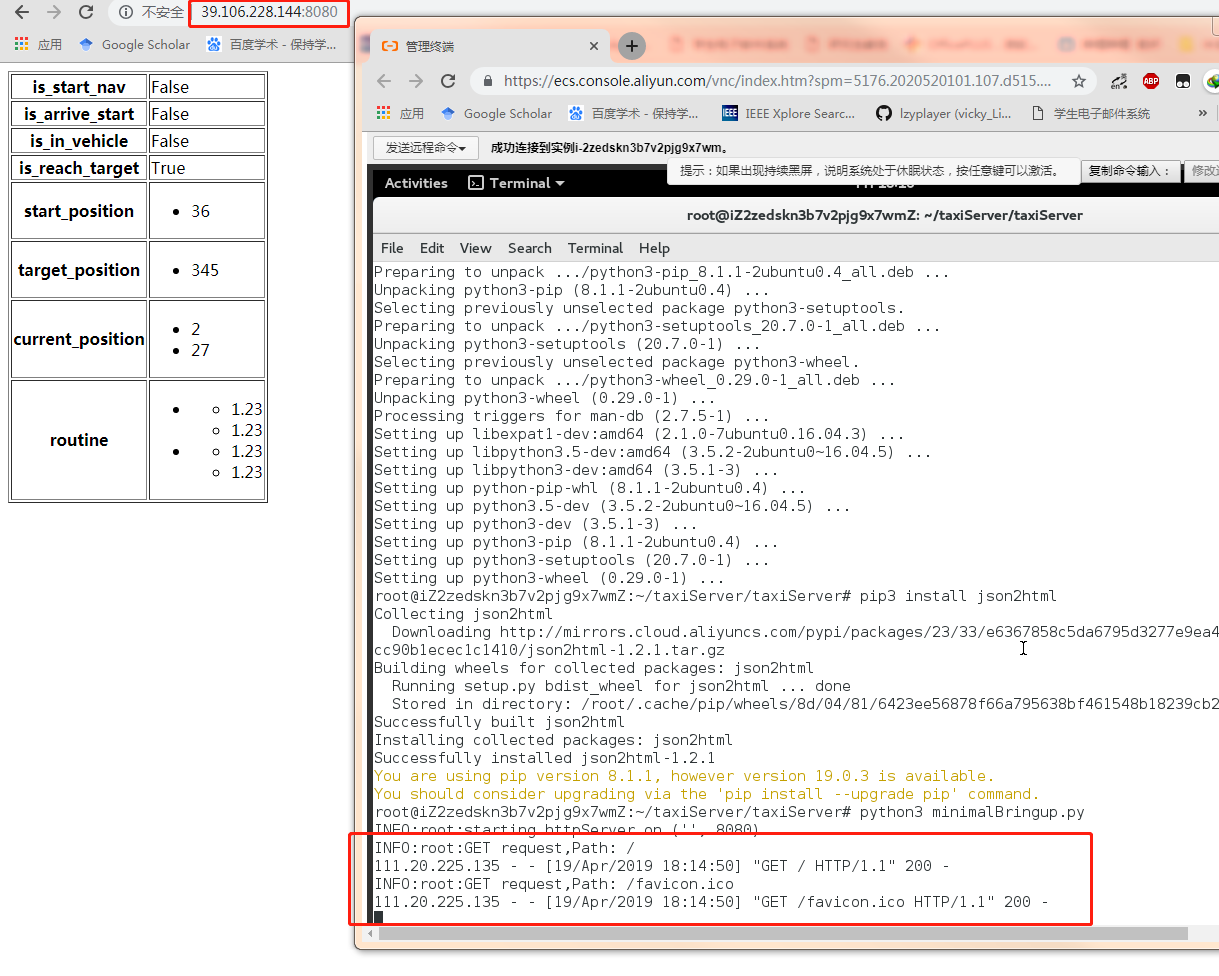 不安全 39.106.228.144:8080
应用 Google Scholar 百度学术 - 保持学...
is_start_nav False
is_arrive_start False
is_in_vehicle False
is_reach_target True
start_position 36
target_position 345
current_position 2
27
routine 1.23
1.23
1.23
1.23
管理终端
https://ecs.console.aliyun.com/vnc/index.htm?spm=5176.2020520101.107.d515....
en
ABP
应用 Google Scholar 百度学术 - 保持学... IEEE IEEE Xplore Searc... lzyplayer (vicky_Li... 学生电子邮件系统 »
发送远程命令 成功连接到实例i-2zedskn3b7v2pjg9x7wm。
提示：如果出现持续黑屏，说明系统处于休眠状态，按任意键可以激活。 复制命令输入：
Activities Terminal
root@iZ2zedskn3b7v2pjg9x7wmZ: ~/taxiServer/taxiServer
File Edit View Search Terminal Help
Preparing to unpack .../python3-pip_8.1.1-2ubuntu0.4_all.deb ...
Unpacking python3-pip (8.1.1-2ubuntu0.4) ...
Selecting previously unselected package python3-setuptools.
Preparing to unpack .../python3-setuptools_20.7.0-1_all.deb ...
Unpacking python3-setuptools (20.7.0-1) ...
Selecting previously unselected package python3-wheel.
Preparing to unpack .../python3-wheel_0.29.0-1_all.deb ...
Unpacking python3-wheel (0.29.0-1) ...
Processing triggers for man-db (2.7.5-1) ...
Setting up libexpat1-dev:amd64 (2.1.0-7ubuntu0.16.04.3) ...
Setting up libpython3.5-dev:amd64 (3.5.2-2ubuntu0~16.04.5) ...
Setting up libpython3-dev:amd64 (3.5.1-3) ...
Setting up python-pip-whl (8.1.1-2ubuntu0.4) ...
Setting up python3.5-dev (3.5.2-2ubuntu0~16.04.5) ...
Setting up python3-dev (3.5.1-3) ...
Setting up python3-pip (8.1.1-2ubuntu0.4) ...
Setting up python3-setuptools (20.7.0-1) ...
Setting up python3-wheel (0.29.0-1) ...
root@iZ2zedskn3b7v2pjg9x7wmZ:~/taxiServer/taxiServer# pip3 install json2html
Collecting json2html
Downloading http://mirrors.cloud.aliyuncs.com/pypi/packages/23/33/e6367858c5da6795d3277e9ea4
cc90b1ecec1c1410/json2html-1.2.1.tar.gz
Building wheels for collected packages: json2html
Running setup.py bdist_wheel for json2html ... done
Stored in directory: /root/.cache/pip/wheels/8d/04/81/6423ee56878f66a795638bf461548b18239cb2
Successfully built json2html
Installing collected packages: json2html
Successfully installed json2html-1.2.1
You are using pip version 8.1.1, however version 19.0.3 is available.
You should consider upgrading via the 'pip install --upgrade pip' command.
root@iZ2zedskn3b7v2pjg9x7wmZ:~/taxiServer/taxiServer# python3 minimalBringup.py
INFO:root:starting httpServer on ('', 8080)
INFO:root:GET request,Path: /
111.20.225.135 - - [19/Apr/2019 18:14:50] "GET / HTTP/1.1" 200 -
INFO:root:GET request,Path: /favicon.ico
111.20.225.135 - - [19/Apr/2019 18:14:50] "GET /favicon.ico HTTP/1.1" 200 -